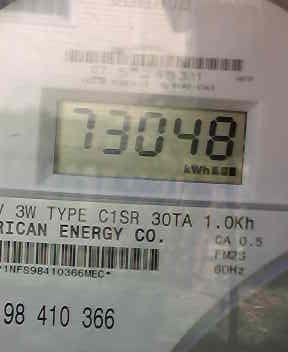 73048
kWh
V 3W TYPE C1SR 30TA 1.0Kh
RICAN ENERGY CO.
CA 0.5
FM2S
60Hz
*1NFS98410366MEC*
98 410 366